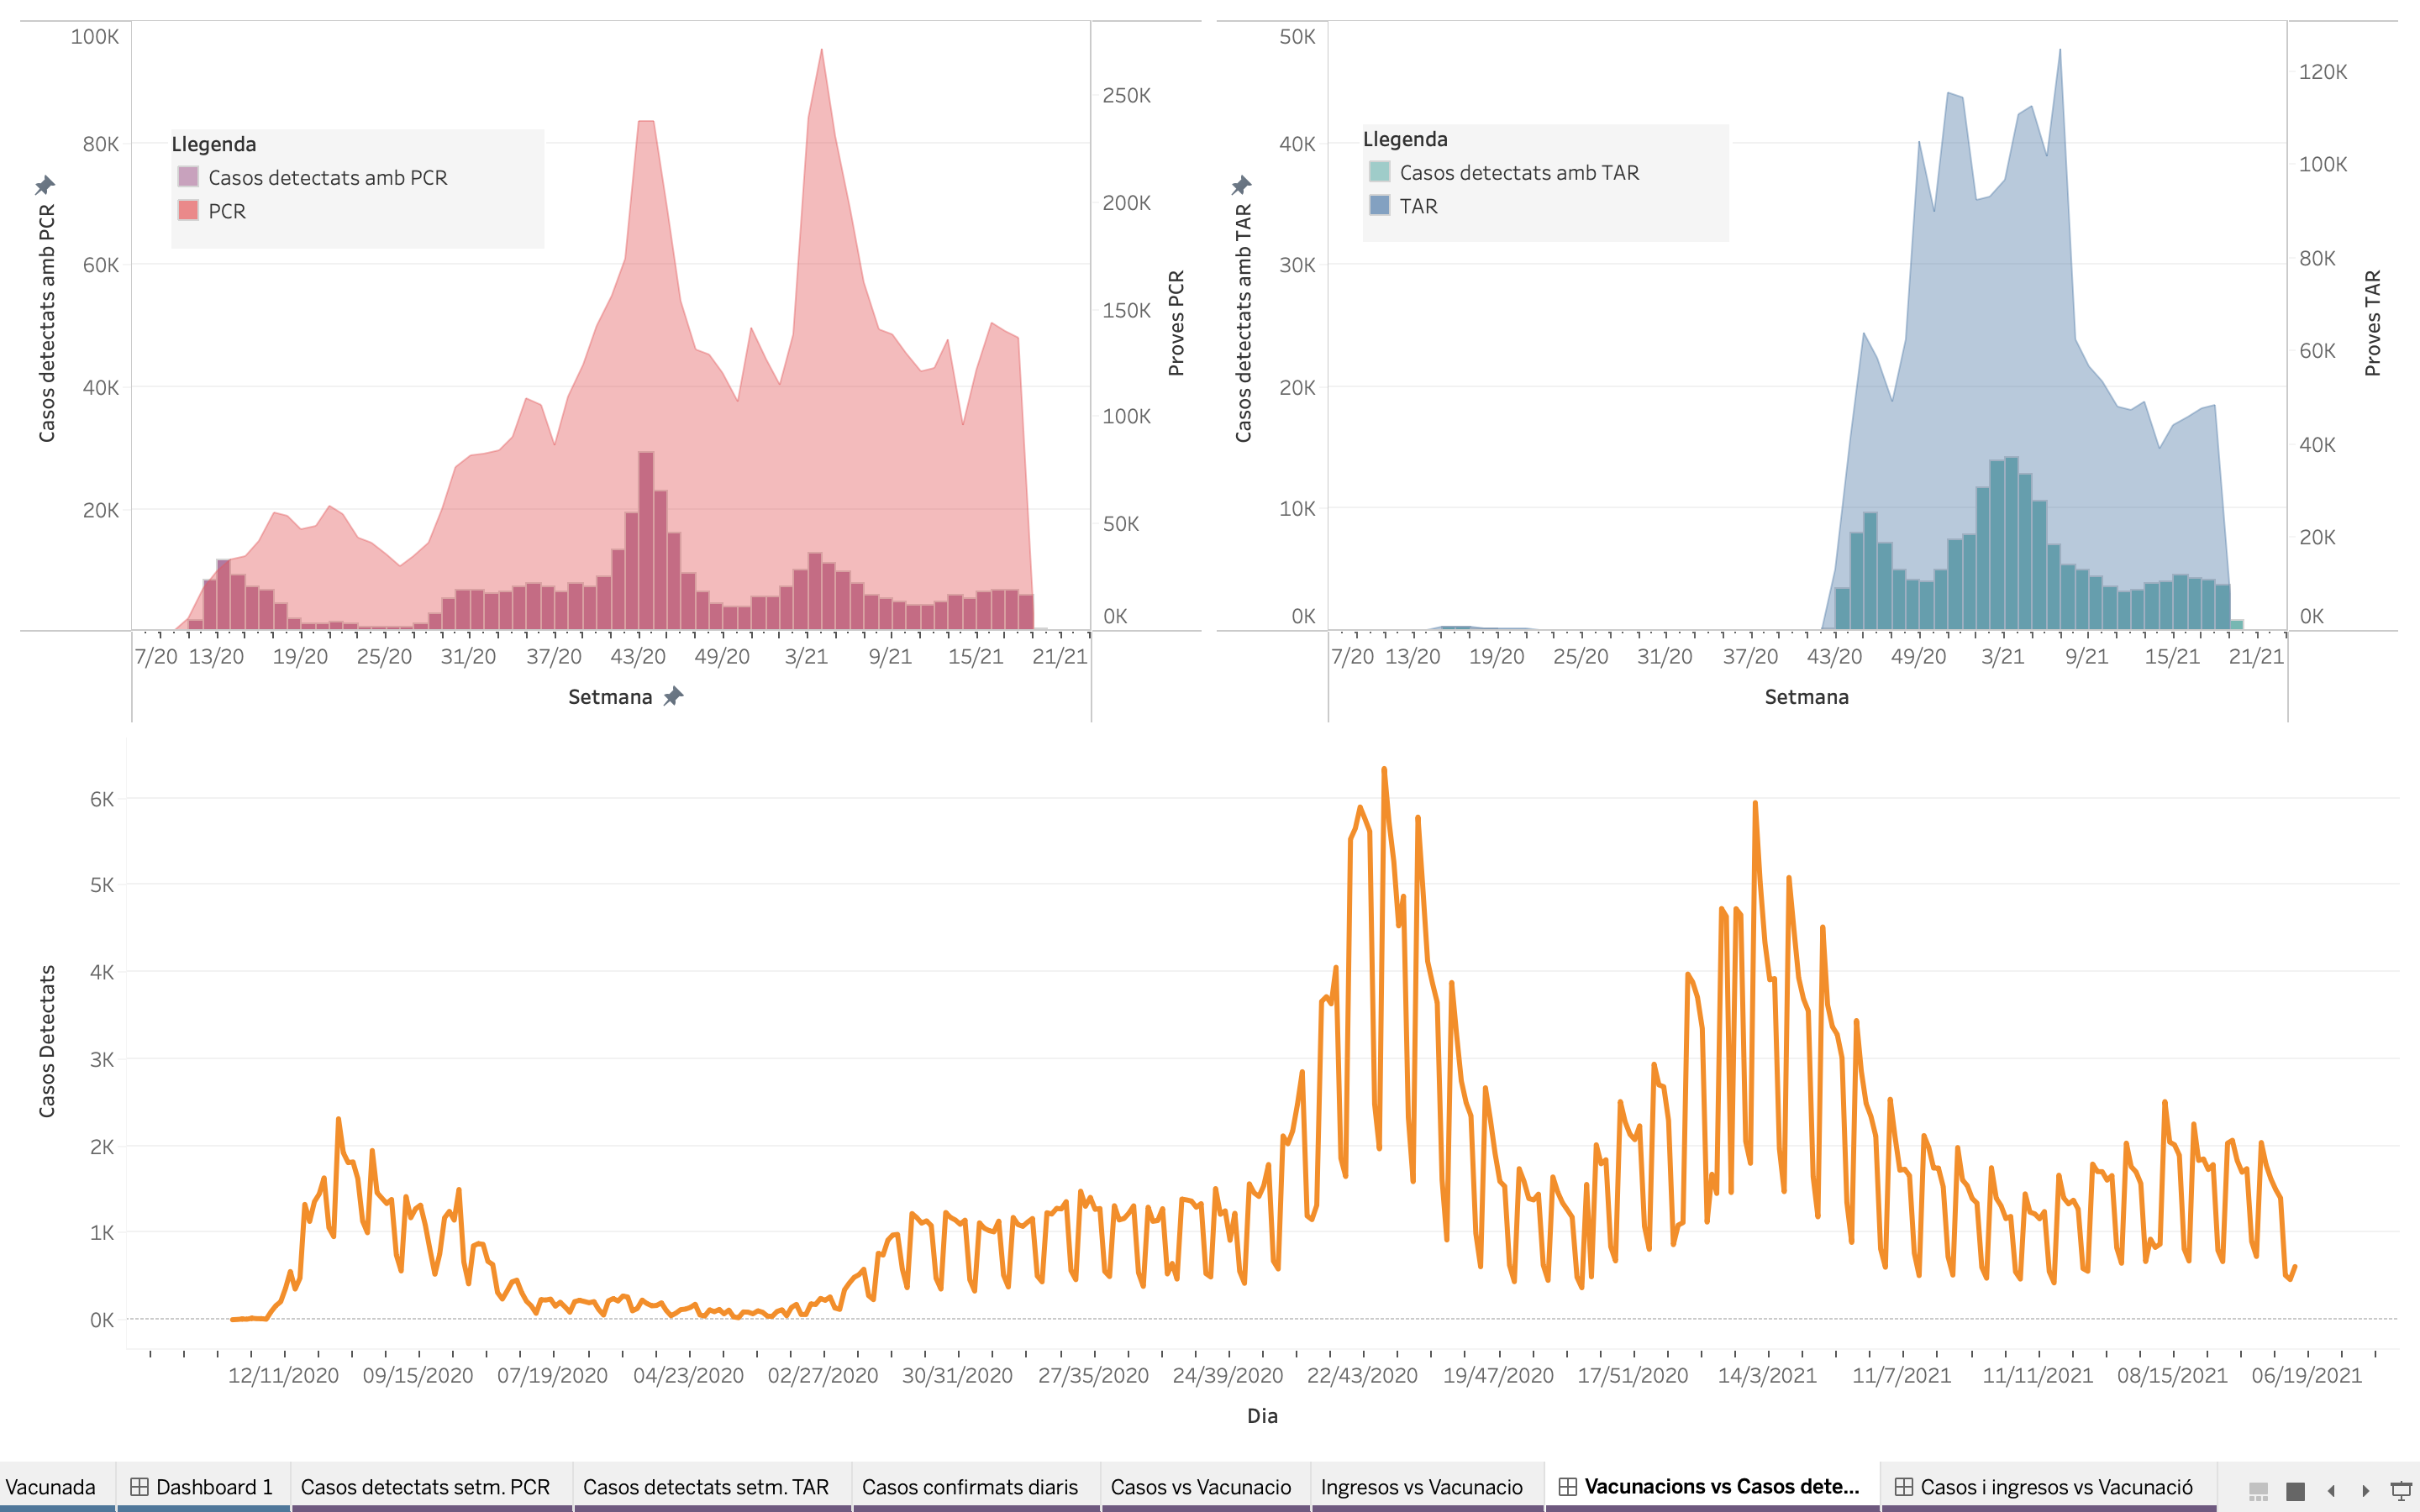 100K
80K
60K
40K
20K
Casos detectats amb PCR
Llegenda
Casos detectats amb PCR
PCR
250K
200K
150K
100K
50K
0K
Proves PCR
7/20 13/20 19/20 25/20 31/20 37/20 43/20 49/20 3/21 9/21 15/21 21/21
Setmana
50K
40K
30K
20K
10K
0K
Casos detectats amb TAR
Llegenda
Casos detectats amb TAR
TAR
120K
100K
80K
60K
40K
20K
0K
Proves TAR
7/20 13/20 19/20 25/20 31/20 37/20 43/20 49/20 3/21 9/21 15/21 21/21
Setmana
6K
5K
4K
3K
2K
1K
0K
Casos Detectats
12/11/2020 09/15/2020 07/19/2020 04/23/2020 02/27/2020 30/31/2020 27/35/2020 24/39/2020 22/43/2020 19/47/2020 17/51/2020 14/3/2021 11/7/2021 11/11/2021 08/15/2021 06/19/2021
Dia
Vacunada Dashboard 1 Casos detectats setm. PCR Casos detectats setm. TAR Casos confirmats diaris Casos vs Vacunacio Ingresos vs Vacunacio Vacunacions vs Casos dete... Casos i ingresos vs Vacunació